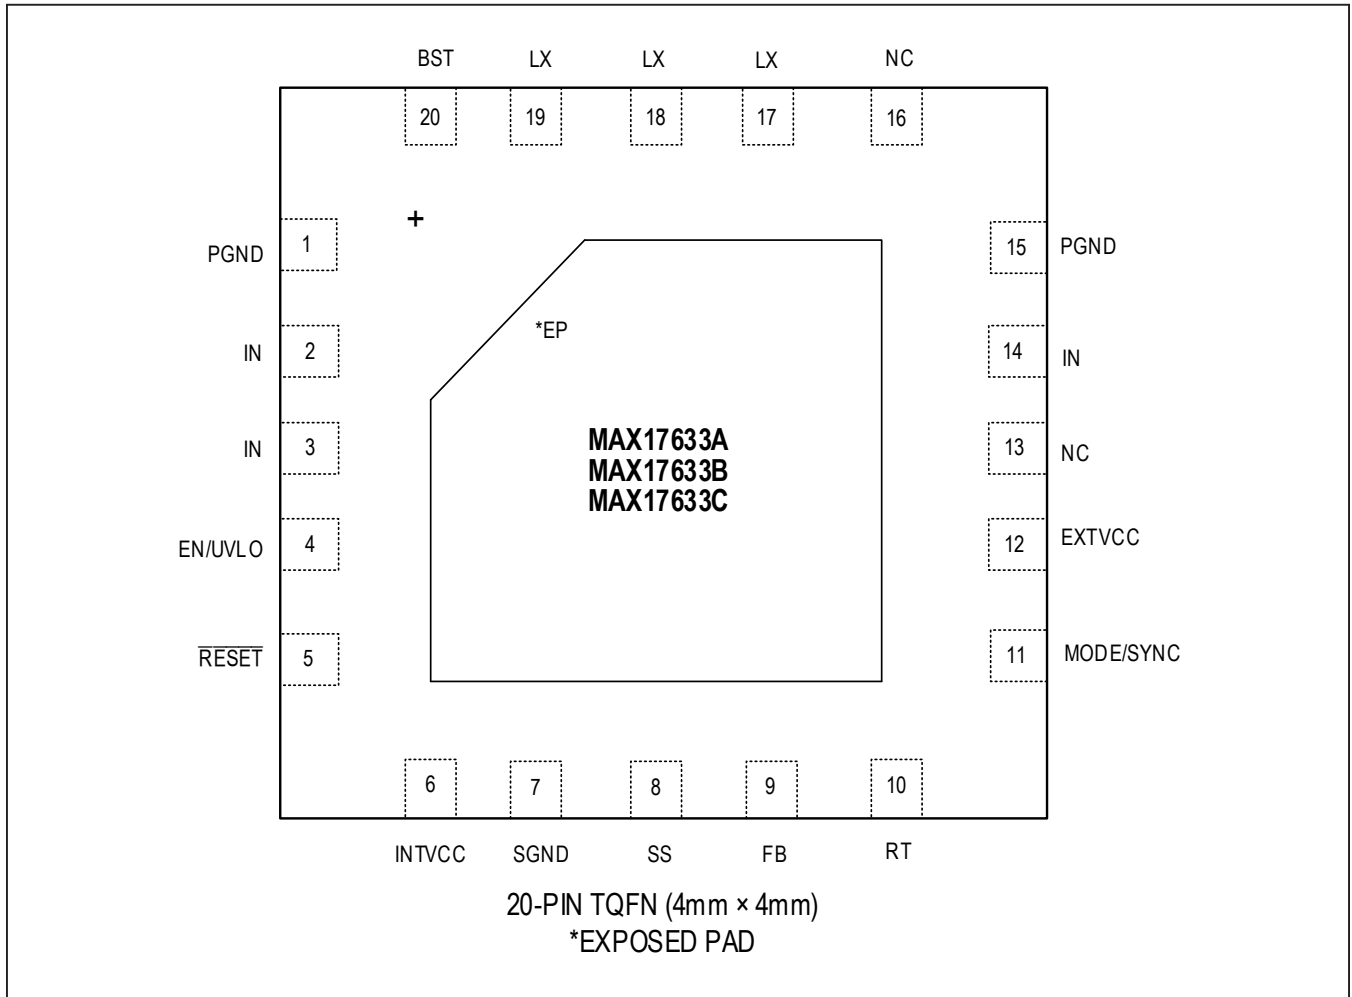 BST LX LX LX NC
20 19 18 17 16
+
PGND 1 15 PGND
*EP
IN 2 14 IN
MAX17633A
IN 3 13 NC
MAX17633B
MAX17633C
EN/UVLO 4 12 EXTVCC
RESET 5 11 MODE/SYNC
6 7 8 9 10
INTVCC SGND SS FB RT
20-PIN TQFN (4mm × 4mm)
*EXPOSED PAD